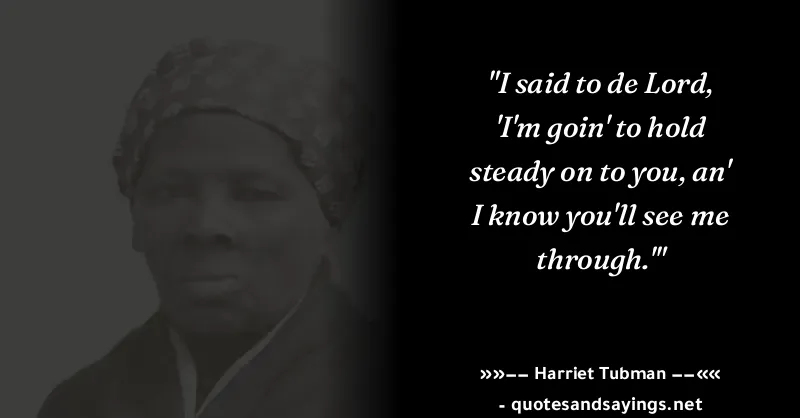 "I said to de Lord,
'I'm goin' to hold
steady on to you, an'
I know you'll see me
through.'"
»»–– Harriet Tubman ––««
- quotesandsayings.net